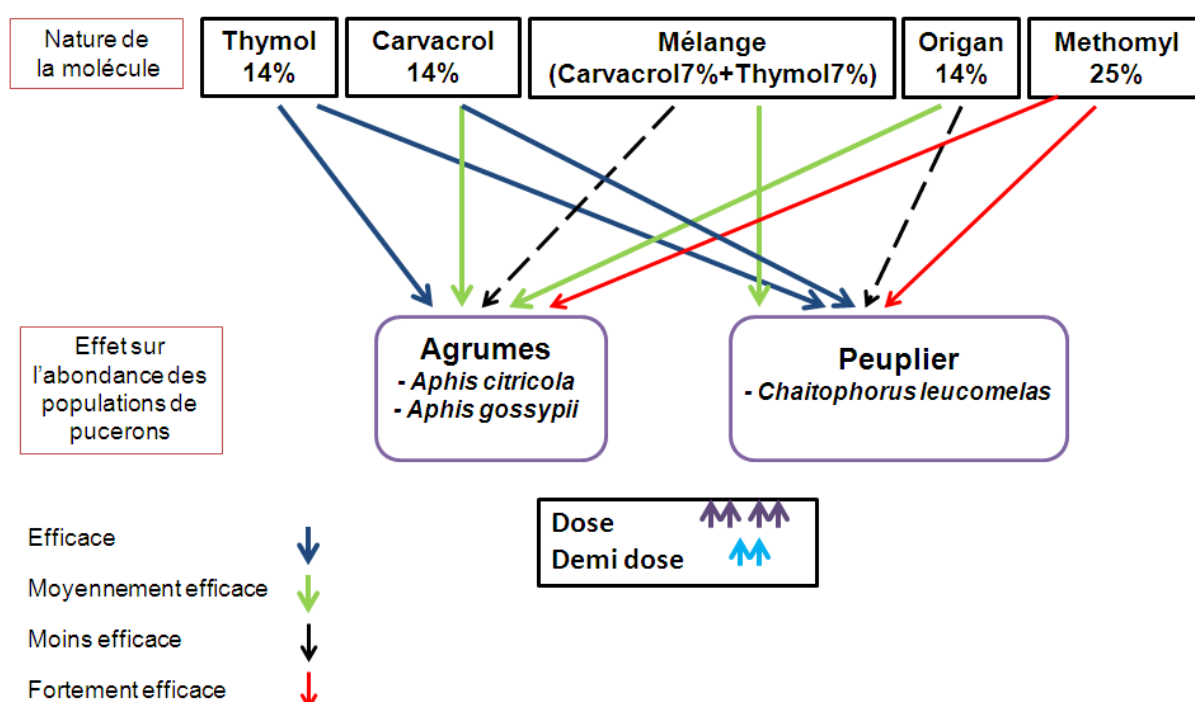 Nature de
la molécule
Thymol
14%
Carvacrol
14%
Mélange
(Carvacrol7%+Thymol7%)
Origan
14%
Methomyl
25%
Effet sur
l'abondance des
populations de
pucerons
Agrumes
- Aphis citricola
- Aphis gossypii
Peuplier
- Chaitophorus leucomelas
Dose
Demi dose
Efficace
Moyennement efficace
Moins efficace
Fortement efficace